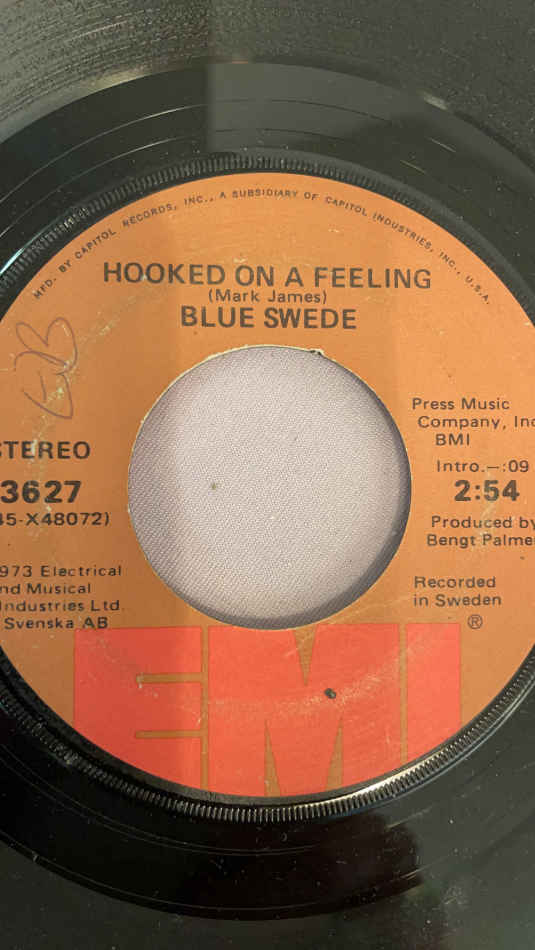 MFD. BY CAPITOL RECORDS, INC., A SUBSIDIARY OF CAPITOL INDUSTRIES, INC., U.S.A.
HOOKED ON A FEELING
(Mark James)
BLUE SWEDE
EB
STEREO
3627
45-X48072)
973 Electrical
nd Musical
Industries Ltd.
Svenska AB
Press Music
Company, Inc
BMI
Intro.—:09
2:54
Produced by
Bengt Palme
Recorded
in Sweden
EMI®